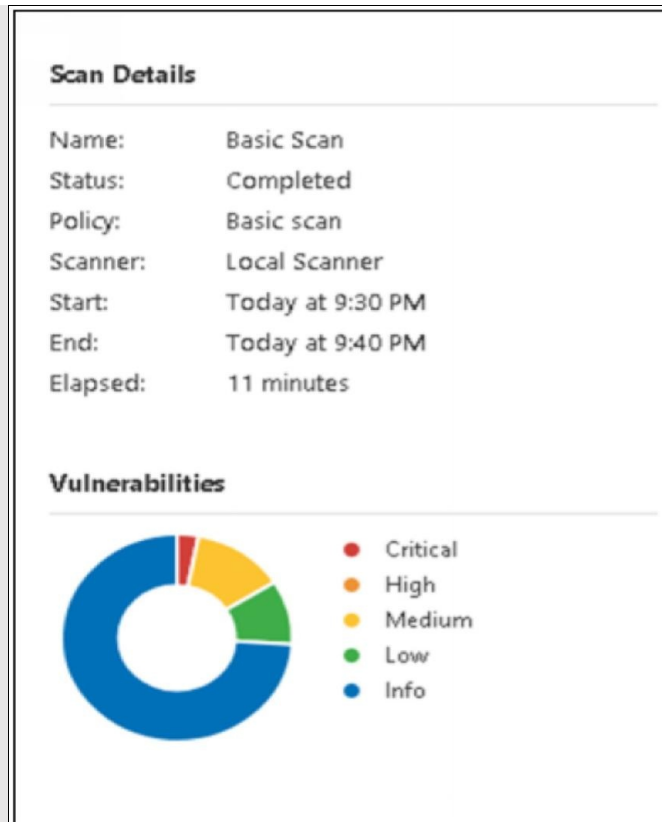 Scan Details
Name: Basic Scan
Status: Completed
Policy: Basic scan
Scanner: Local Scanner
Start: Today at 9:30 PM
End: Today at 9:40 PM
Elapsed: 11 minutes
Vulnerabilities
Critical
High
Medium
Low
Info